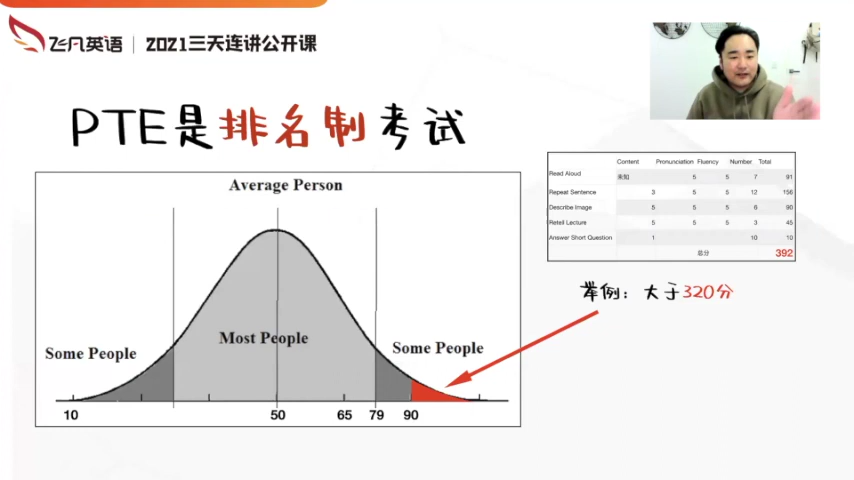 飞凡英语 | 2021三天连讲公开课
PTE是排名制考试
Average Person
Most People
Some People
Some People
10 50 65 79 90
Content Pronunciation Fluency Number Total
Read Aloud 未知 5 5 7 91
Repeat Sentence 3 5 5 12 156
Describe Image 5 5 5 6 90
Retell Lecture 5 5 5 3 45
Answer Short Question 1 10 10
总分 392
举例：大于320分